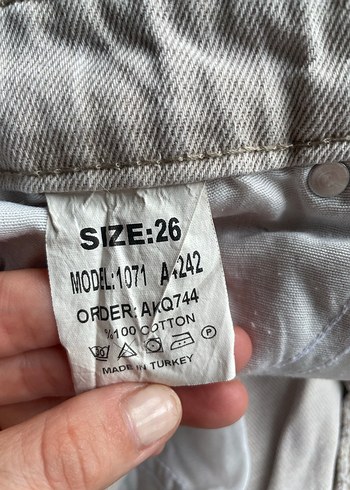 SIZE:26
MODEL:1071 A4242
ORDER:AKQ744
%100 COTTON
P
MADE IN TURKEY